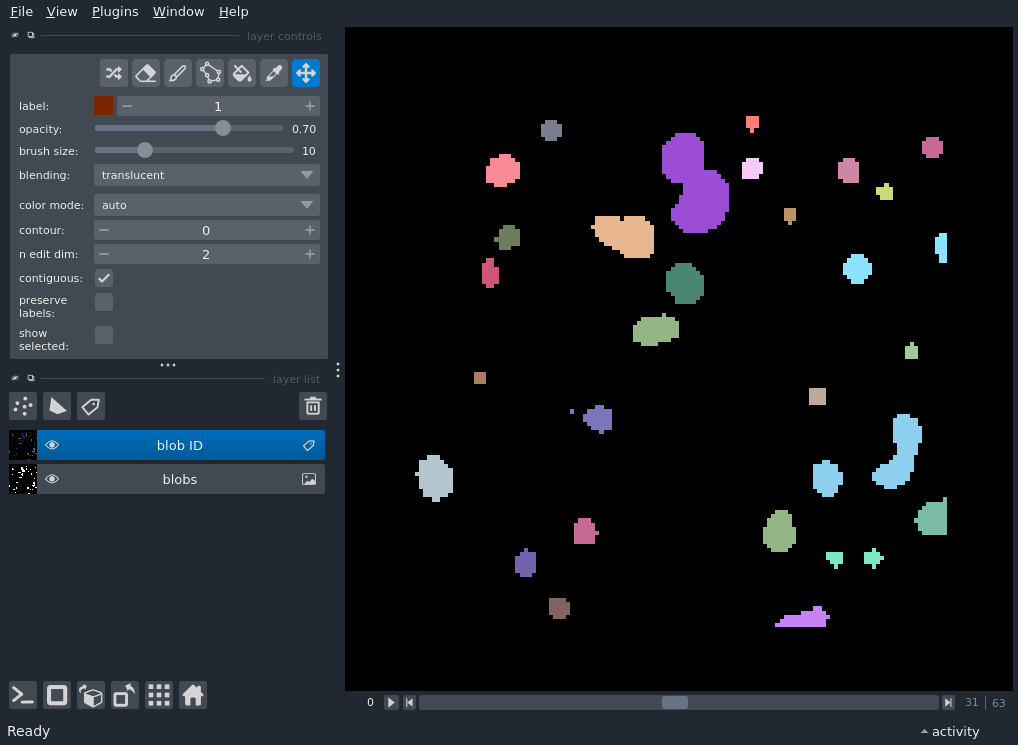 File View Plugins Window Help
layer controls
label: 1
opacity: 0.70
brush size: 10
blending: translucent
color mode: auto
contour: 0
n edit dim: 2
contiguous:
preserve
labels:
show
selected:
layer list
blob ID
blobs
0 31 63
Ready activity